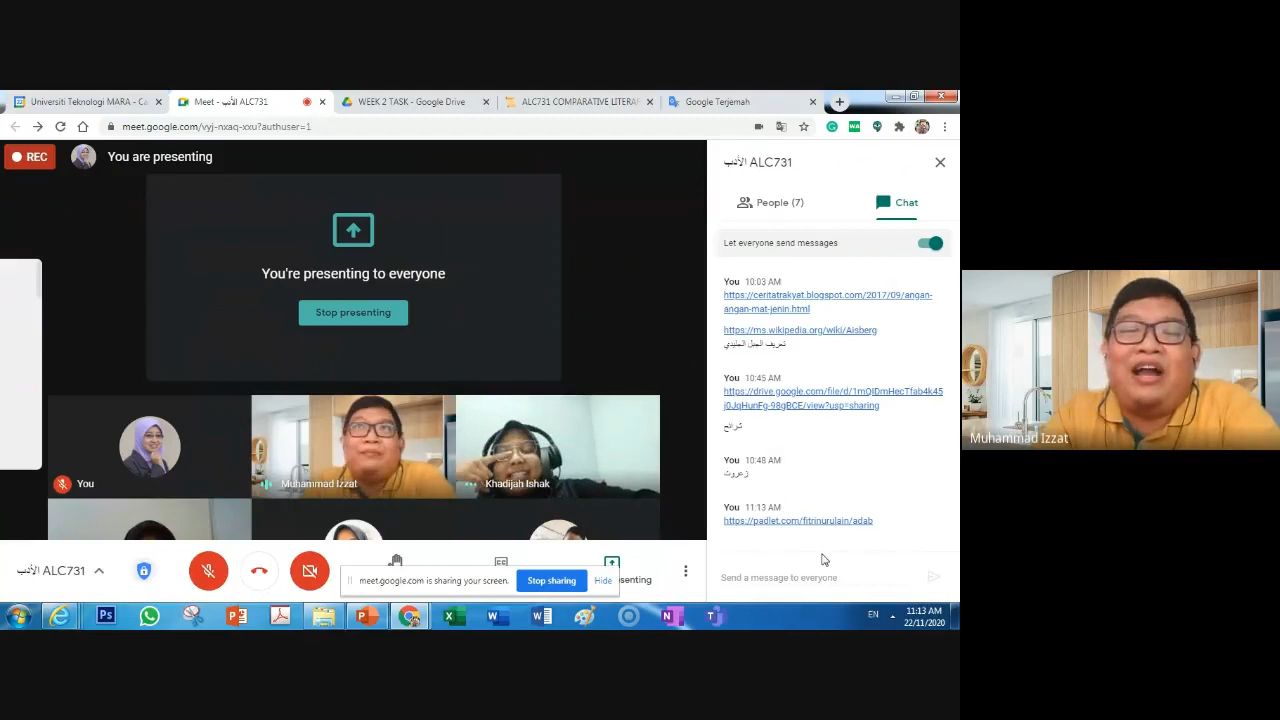 Universiti Teknologi MARA - Ca
Meet - الأدب ALC731
WEEK 2 TASK - Google Drive
ALC731 COMPARATIVE LITERAR
Google Terjemah
meet.google.com/vyj-nxaq-xxu?authuser=1
REC
You are presenting
الأدب ALC731
People (7)
Chat
Let everyone send messages
You're presenting to everyone
Stop presenting
You 10:03 AM
https://ceritatrakyat.blogspot.com/2017/09/angan-
angan-mat-jenin.html
https://ms.wikipedia.org/wiki/Aisberg
تعريف الجبل الجليدي
You 10:45 AM
https://drive.google.com/file/d/1mQIDmHecTfab4k45
j0JqHunFg-98gBCE/view?usp=sharing
شرائح
You 10:48 AM
زعروت
You 11:13 AM
https://padlet.com/fitrinurulain/adab
Send a message to everyone
You
Muhammad Izzat
Khadijah Ishak
Muhammad Izzat
الأدب ALC731
meet.google.com is sharing your screen.
Stop sharing
Hide
EN
11:13 AM
22/11/2020